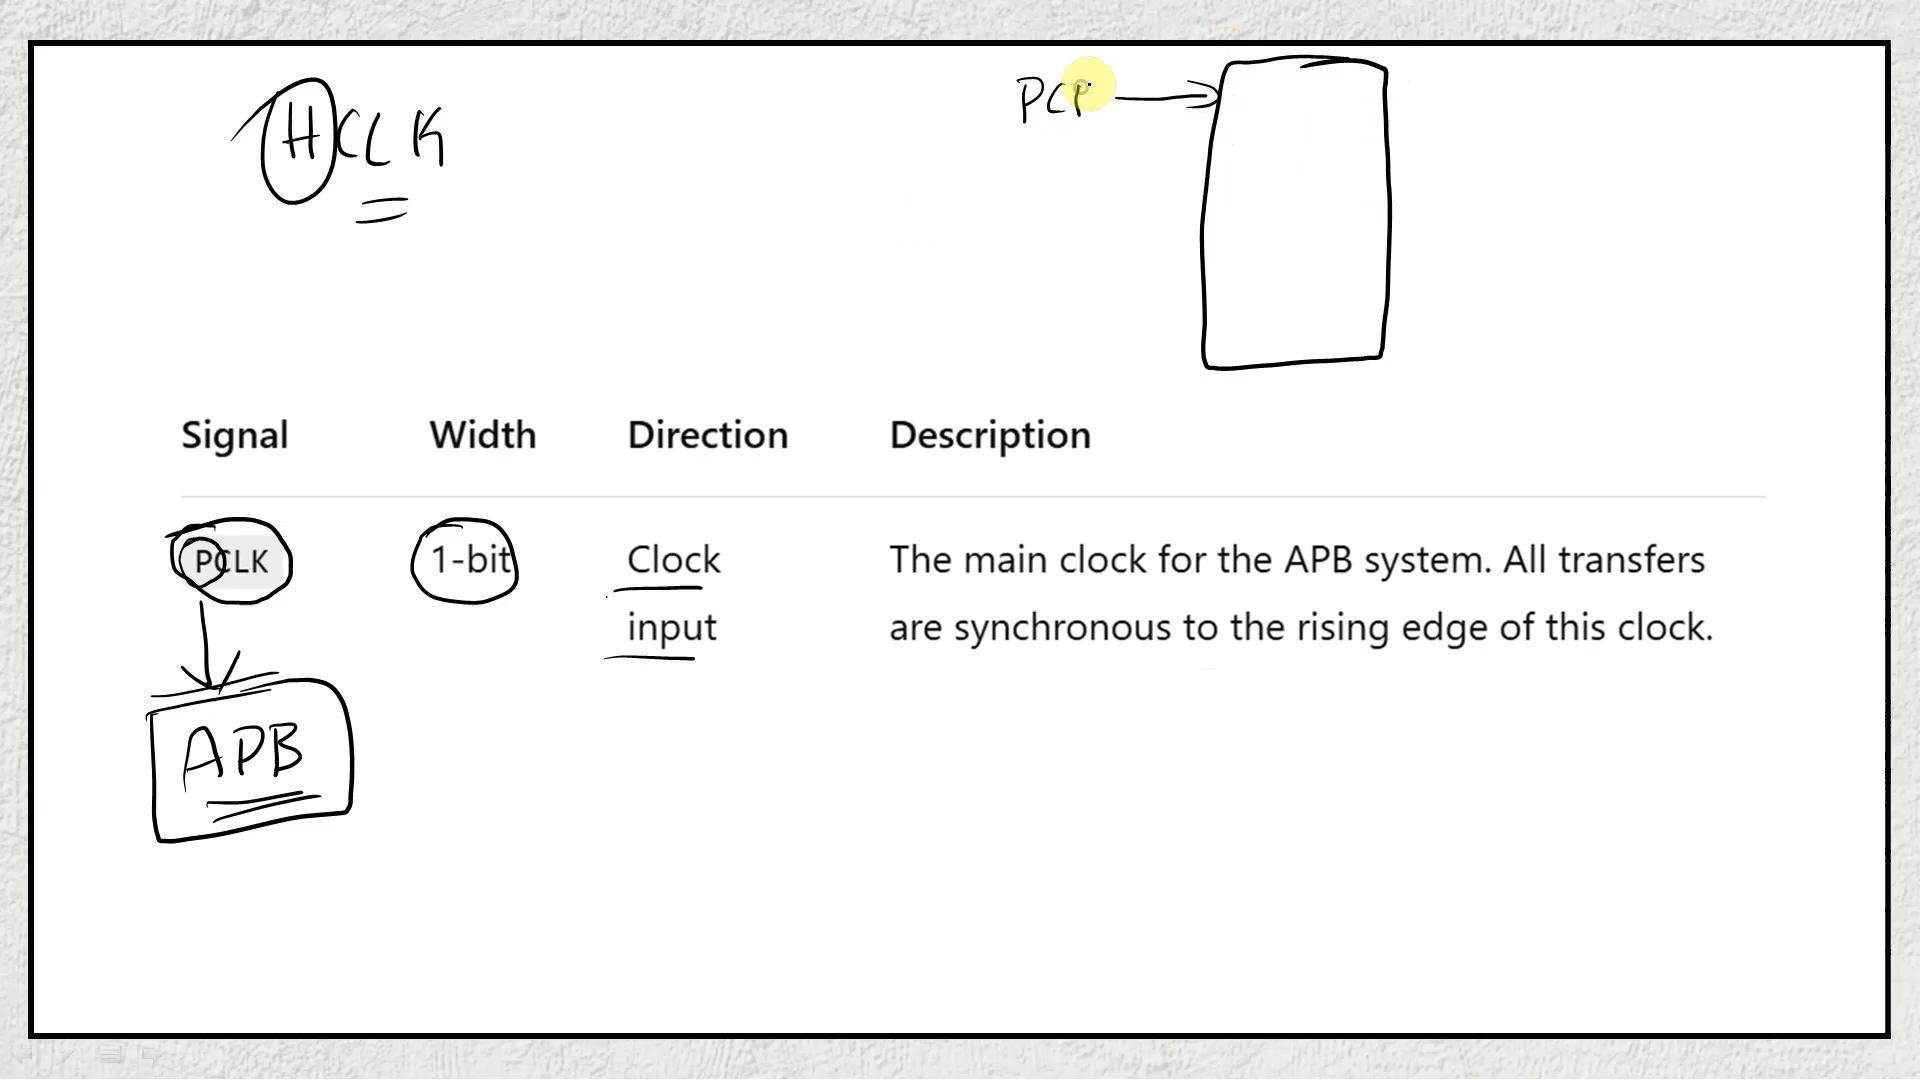 HCLK
PCP
Signal Width Direction Description
PCLK 1-bit Clock input The main clock for the APB system. All transfers
are synchronous to the rising edge of this clock.
APB